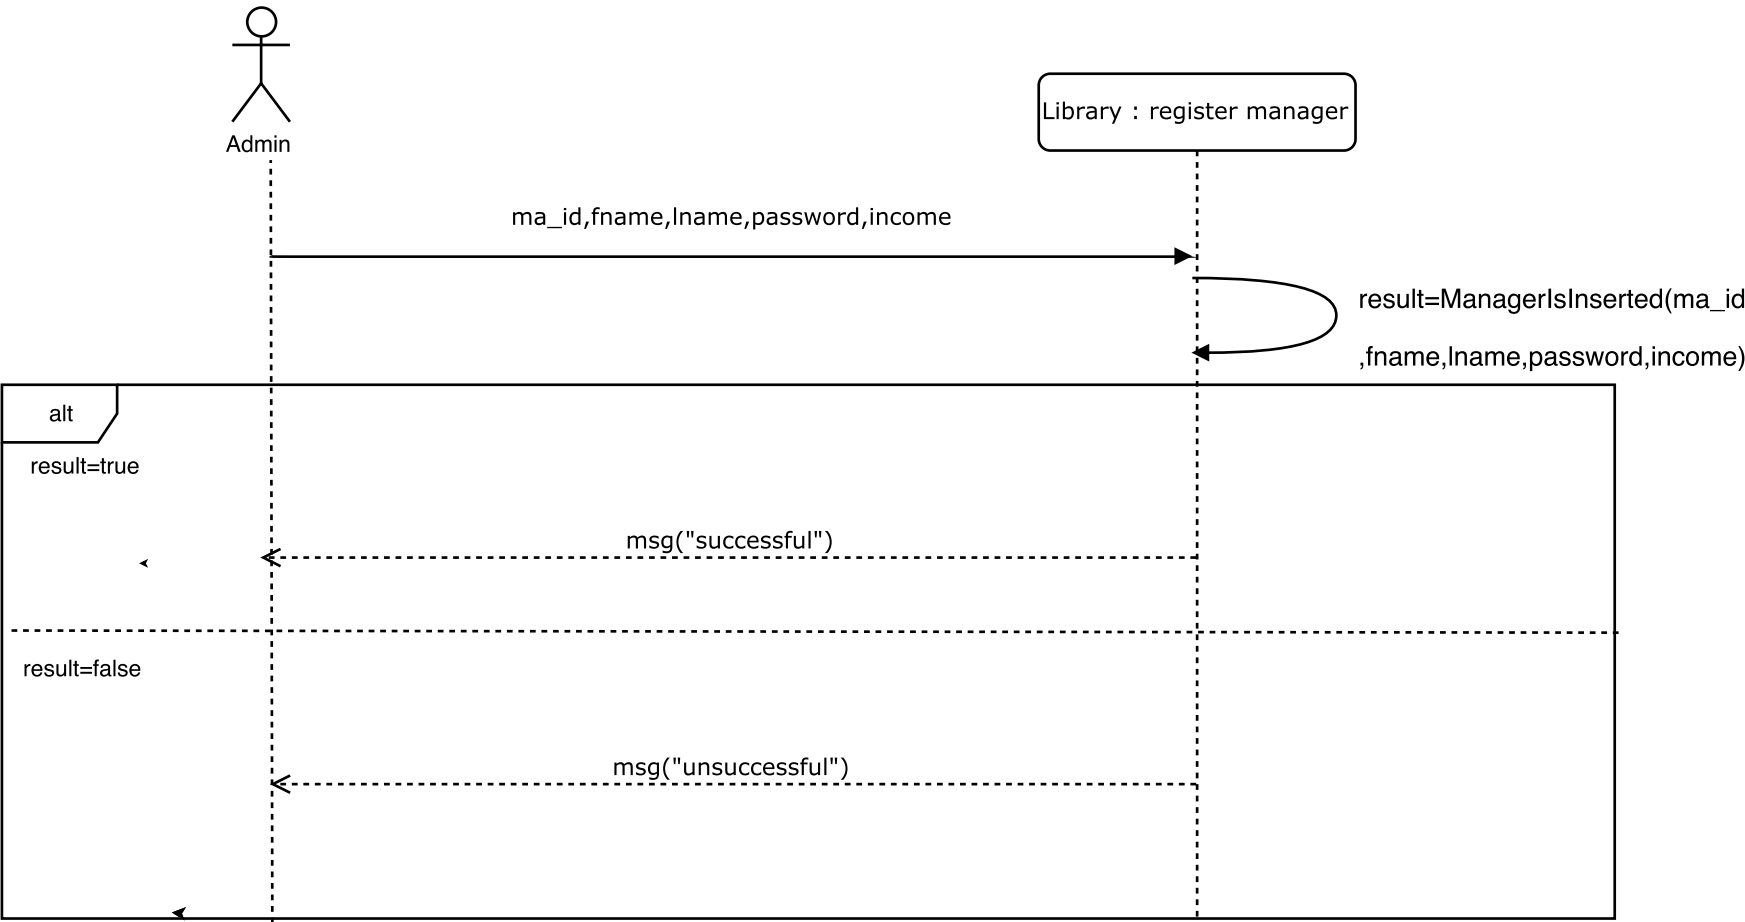 Admin
Library : register manager
ma_id,fname,lname,password,income
result=ManagerIsInserted(ma_id
,fname,lname,password,income)
alt
result=true
msg("successful")
result=false
msg("unsuccessful")